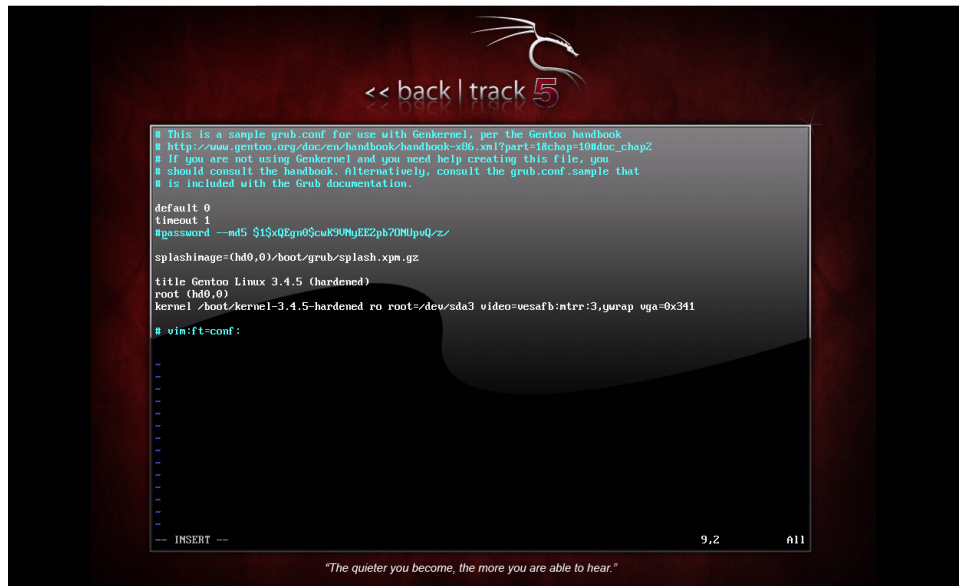 << back | track 5
# This is a sample grub.conf for use with Genkernel, per the Gentoo handbook
# http://www.gentoo.org/doc/en/handbook/handbook-x86.xml?part=1&chap=10#doc_chap2
# If you are not using Genkernel and you need help creating this file, you
# should consult the handbook. Alternatively, consult the grub.conf.sample that
# is included with the Grub documentation.
default 0
timeout 1
#password --md5 $1$xQEgn0$cwK9VMyEEZpb7ONUpvQ/z/
splashimage=(hd0,0)/boot/grub/splash.xpm.gz
title Gentoo Linux 3.4.5 (hardened)
root (hd0,0)
kernel /boot/kernel-3.4.5-hardened ro root=/dev/sda3 video=vesafb:mtrr:3,ywrap vga=0x341
# vim:ft=conf:
~
~
~
~
~
~
~
~
~
~
~
~
~
~
-- INSERT -- 9,2 All
"The quieter you become, the more you are able to hear."